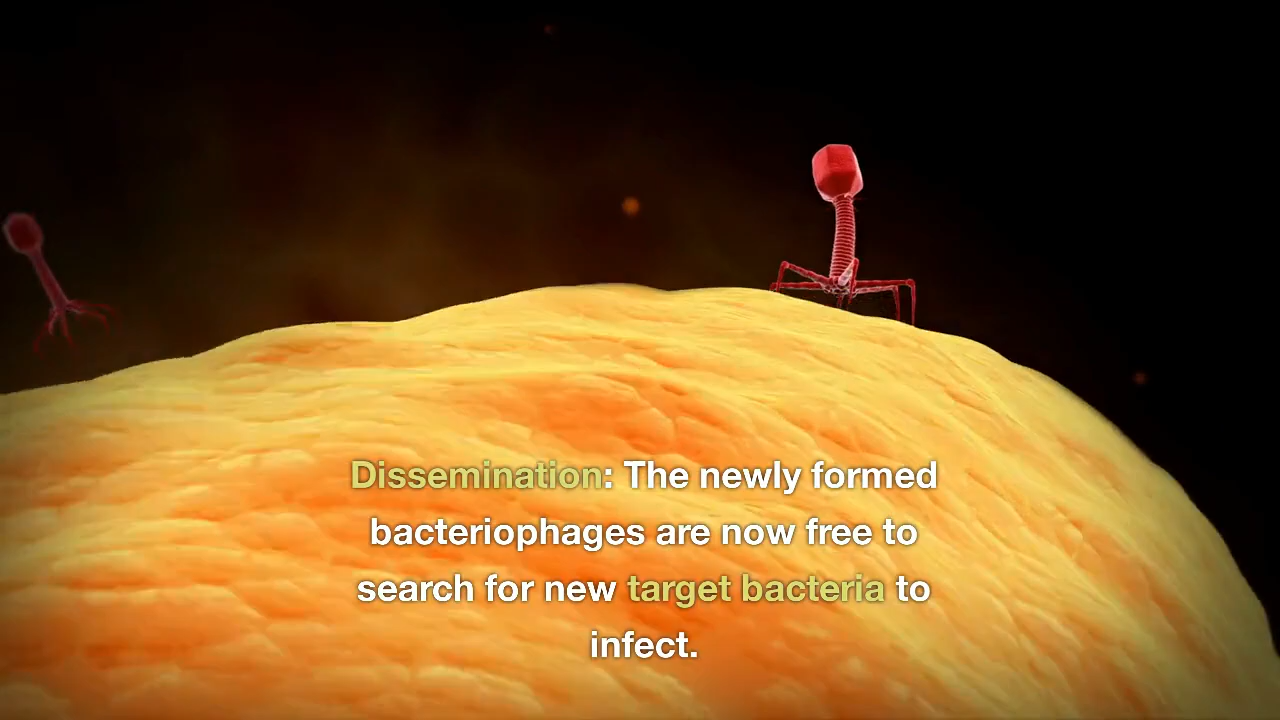 Dissemination: The newly formed
bacteriophages are now free to
search for new target bacteria to
infect.